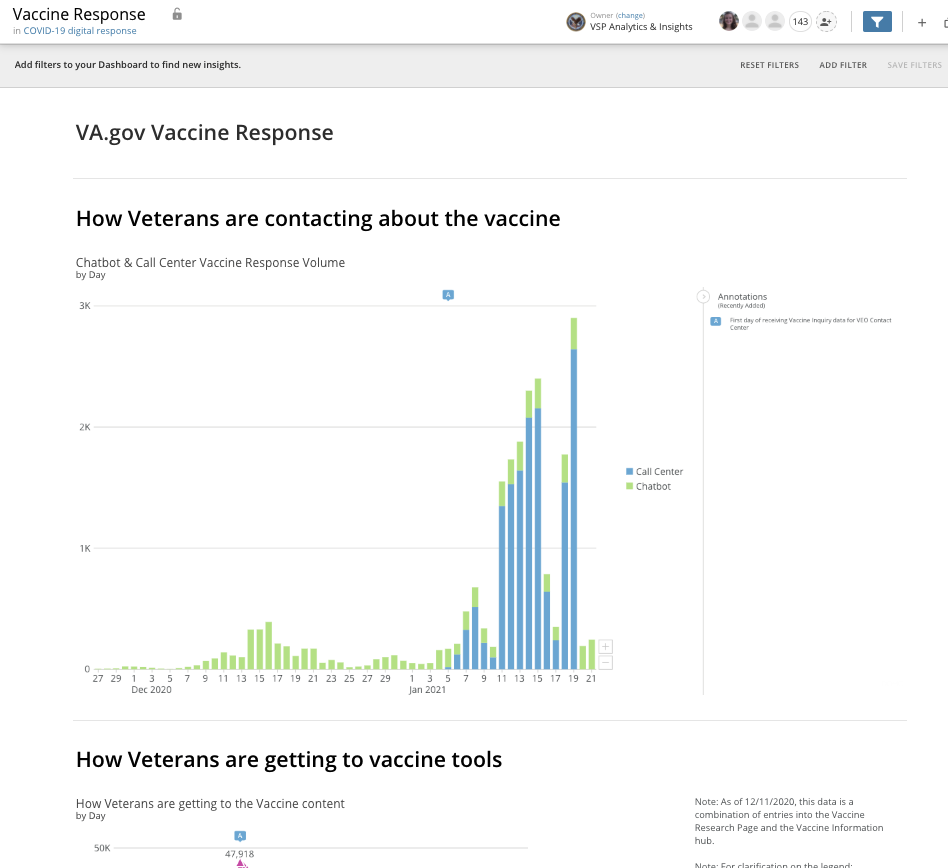 Vaccine Response
in COVID-19 digital response
Owner (change)
VSP Analytics & Insights
143
+
Add filters to your Dashboard to find new insights.
RESET FILTERS
ADD FILTER
SAVE FILTERS
VA.gov Vaccine Response
How Veterans are contacting about the vaccine
Chatbot & Call Center Vaccine Response Volume
by Day
A
3K
2K
1K
0
27 29 1 3 5 7 9 11 13 15 17 19 21 23 25 27 29 1 3 5 7 9 11 13 15 17 19 21
Dec 2020
Jan 2021
+
−
Call Center
Chatbot
Annotations
(Recently Added)
A
First day of receiving Vaccine Inquiry data for VEO Contact
Center
How Veterans are getting to vaccine tools
How Veterans are getting to the Vaccine content
by Day
A
50K
47,918
Note: As of 12/11/2020, this data is a
combination of entries into the Vaccine
Research Page and the Vaccine Information
hub.
Note: For clarification on the legend: